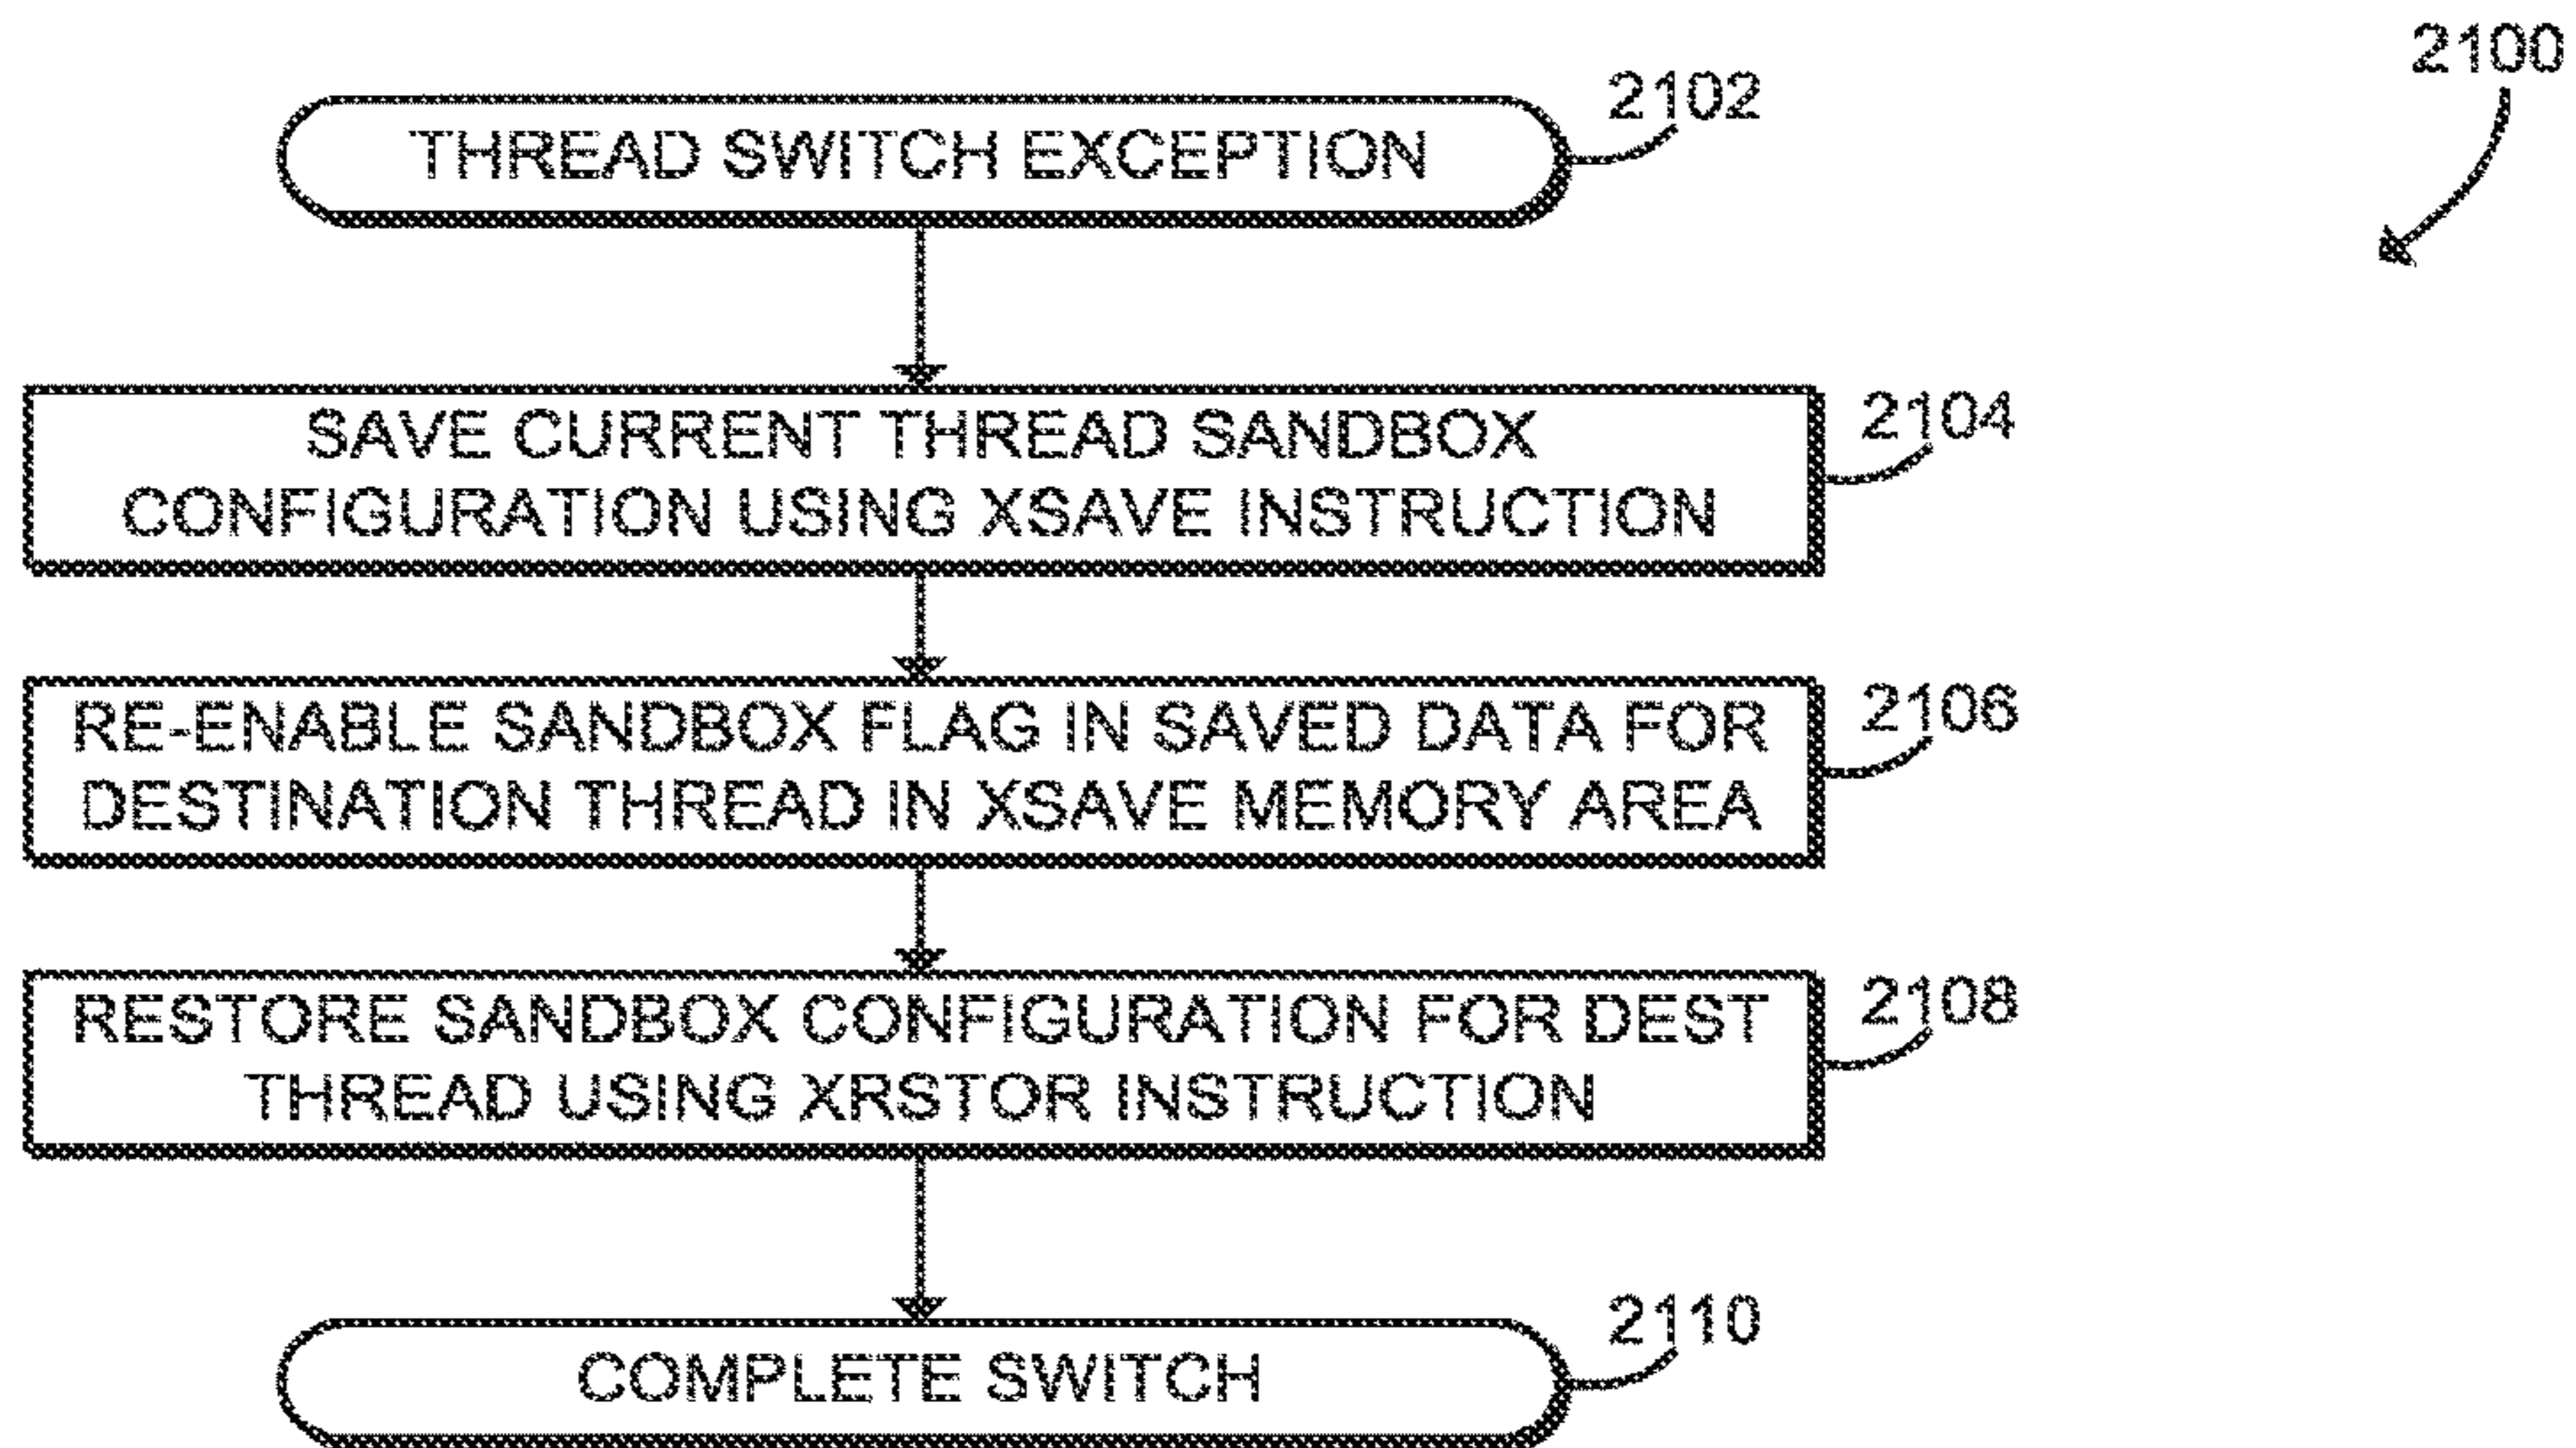 2100
2102
THREAD SWITCH EXCEPTION
2104
SAVE CURRENT THREAD SANDBOX
CONFIGURATION USING XSAVE INSTRUCTION
2106
RE-ENABLE SANDBOX FLAG IN SAVED DATA FOR
DESTINATION THREAD IN XSAVE MEMORY AREA
2108
RESTORE SANDBOX CONFIGURATION FOR DEST
THREAD USING XRSTOR INSTRUCTION
2110
COMPLETE SWITCH